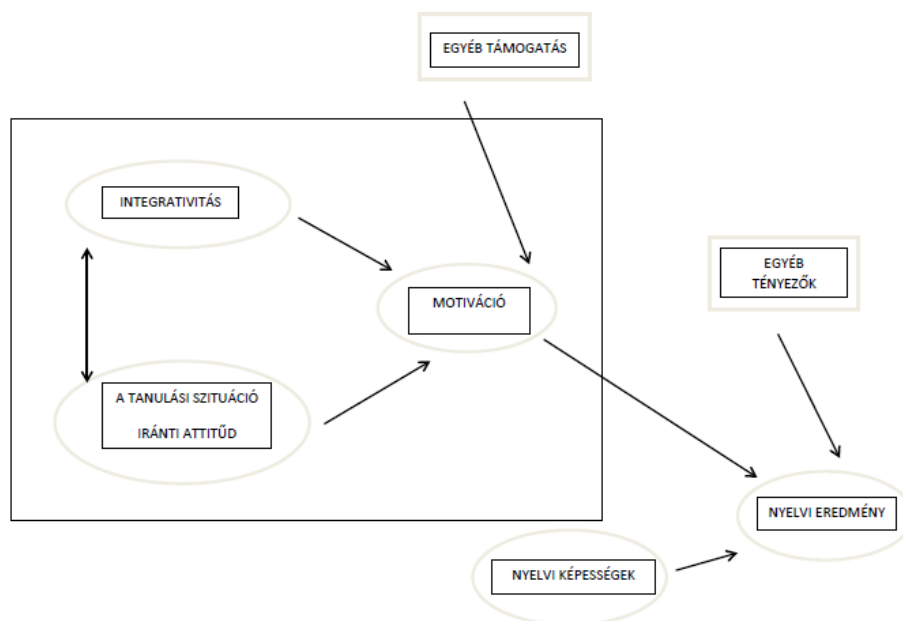 EGYÉB TÁMOGATÁS
INTEGRATIVITÁS
EGYÉB
TÉNYEZŐK
MOTIVÁCIÓ
A TANULÁSI SZITUÁCIÓ
IRÁNTI ATTITŰD
NYELVI EREDMÉNY
NYELVI KÉPESSÉGEK